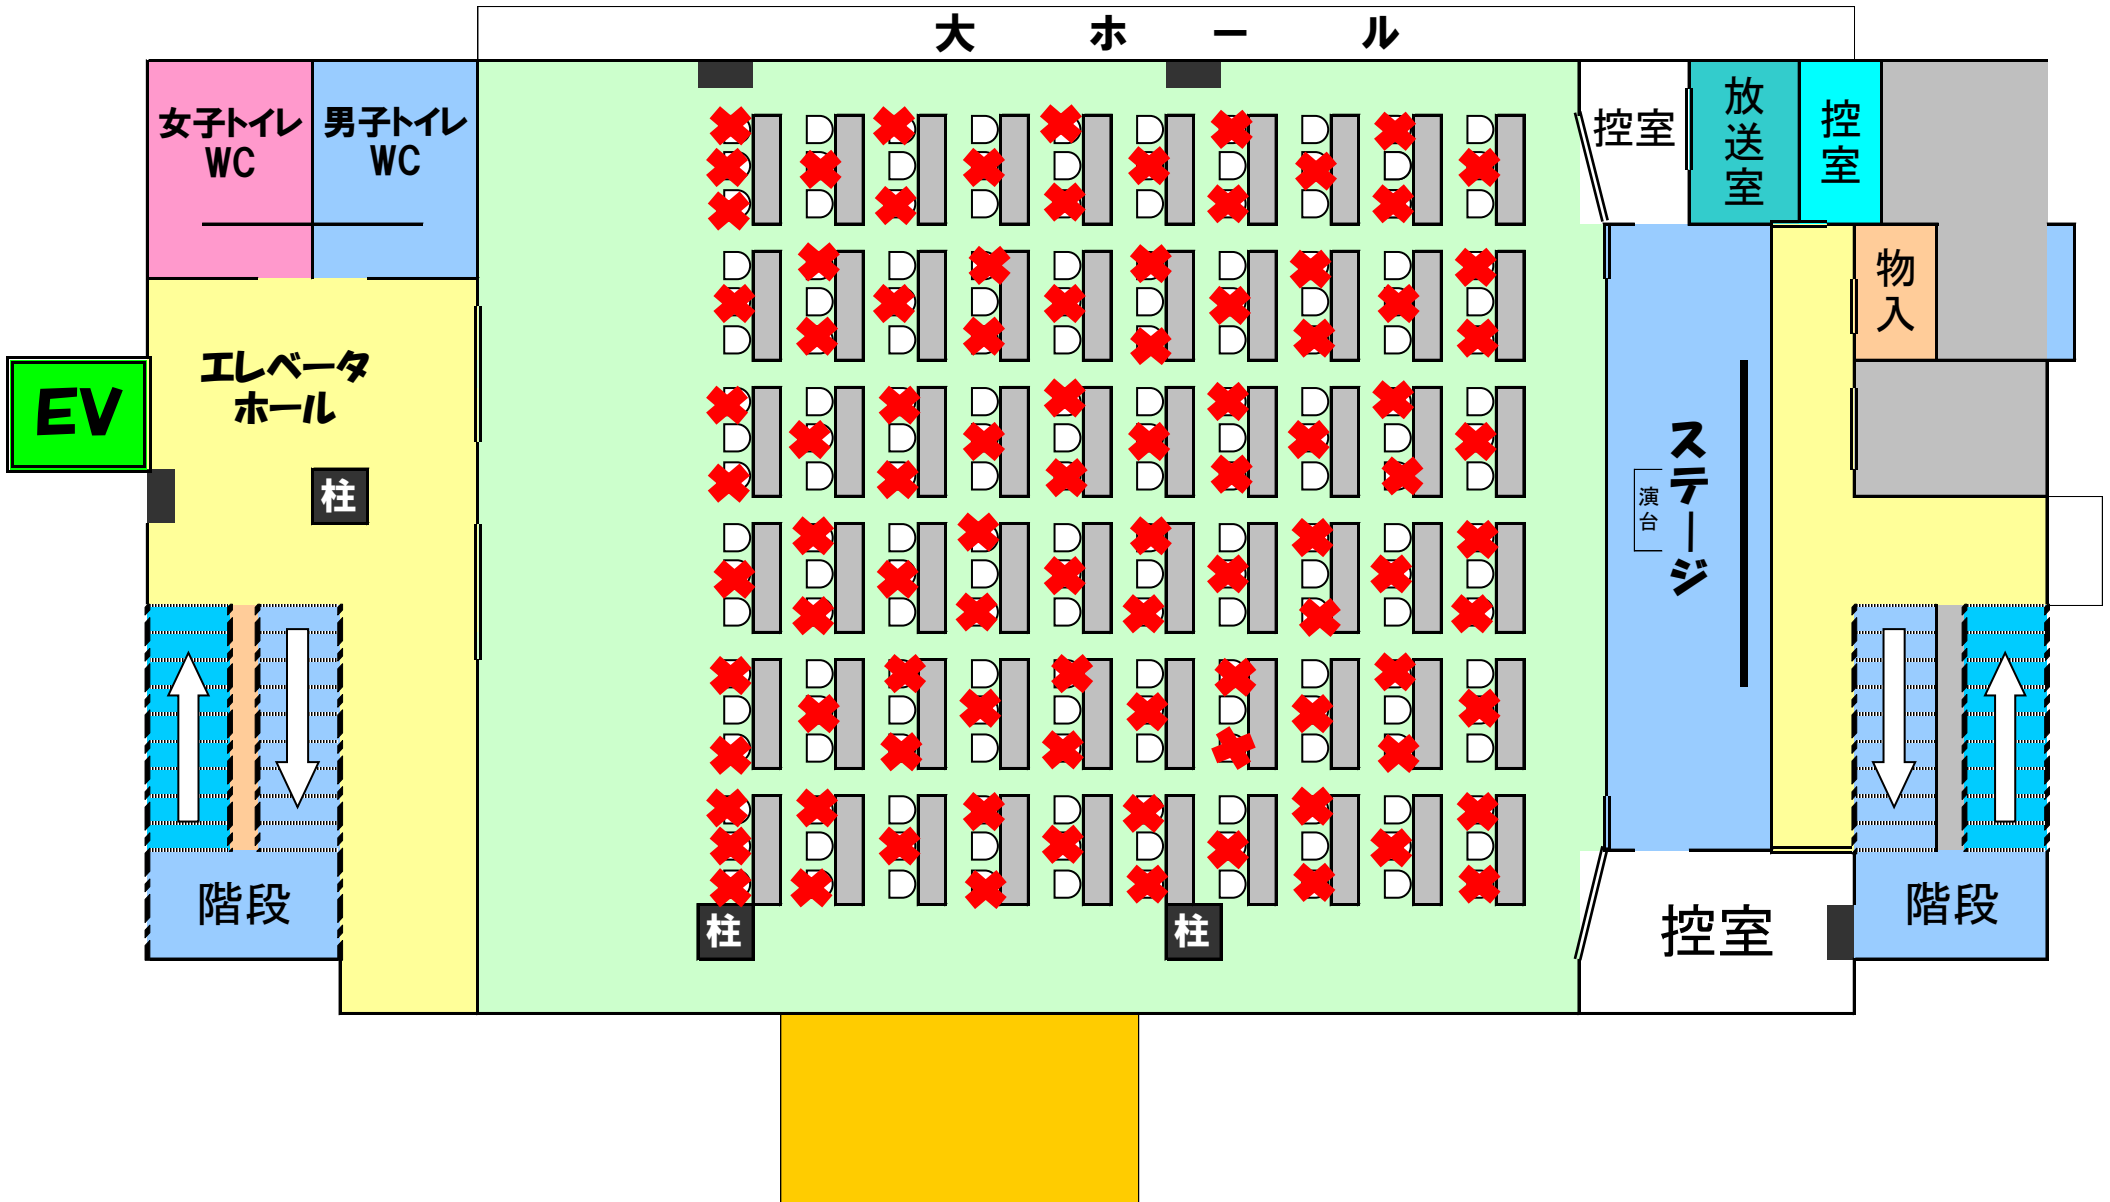 大　ホ　ー　ル
女子トイレ
WC
男子トイレ
WC
控室
放送室
控室
物入
エレベータ
ホール
EV
柱
ステージ
演台
階段
柱
柱
控室
階段